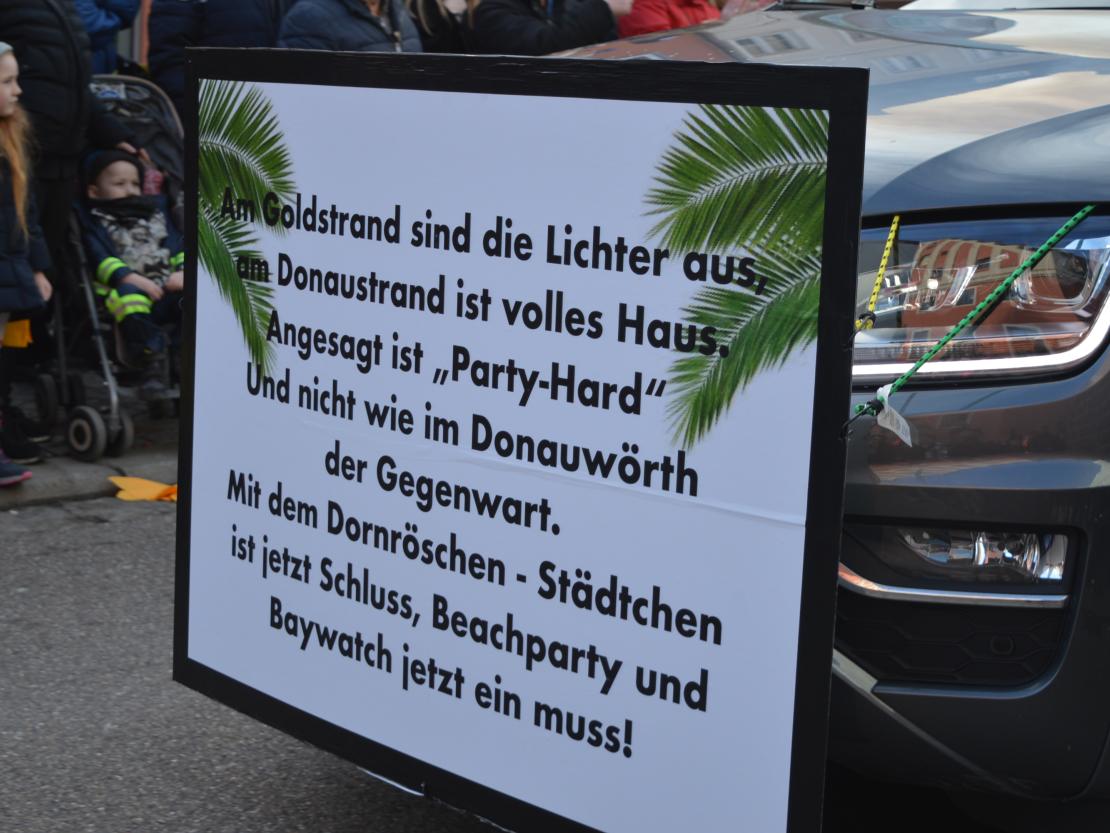 Am Goldstrand sind die Lichter aus,
am Donaustrand ist volles Haus.
Angesagt ist „Party-Hard“
Und nicht wie im Donauwörth
der Gegenwart.
Mit dem Dornröschen - Städtchen
ist jetzt Schluss, Beachparty und
Baywatch jetzt ein muss!